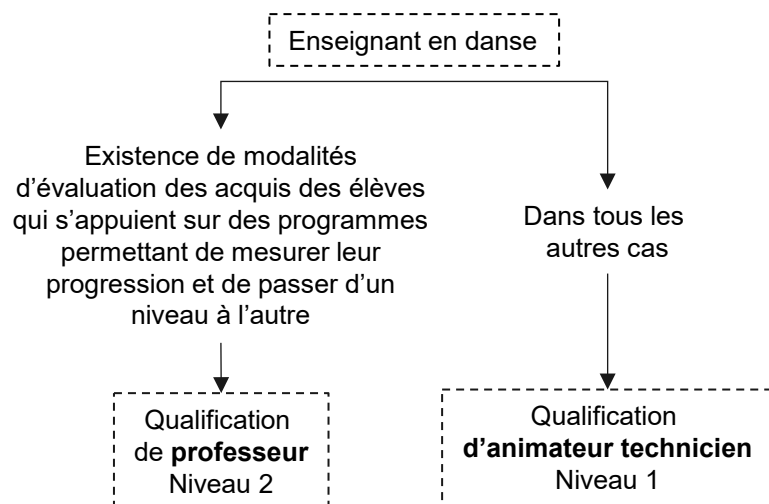 Enseignant en danse
Existence de modalités
d’évaluation des acquis des élèves
qui s’appuient sur des programmes
permettant de mesurer leur
progression et de passer d’un
niveau à l’autre
Dans tous les
autres cas
Qualification
de professeur
Niveau 2
Qualification
d’animateur technicien
Niveau 1